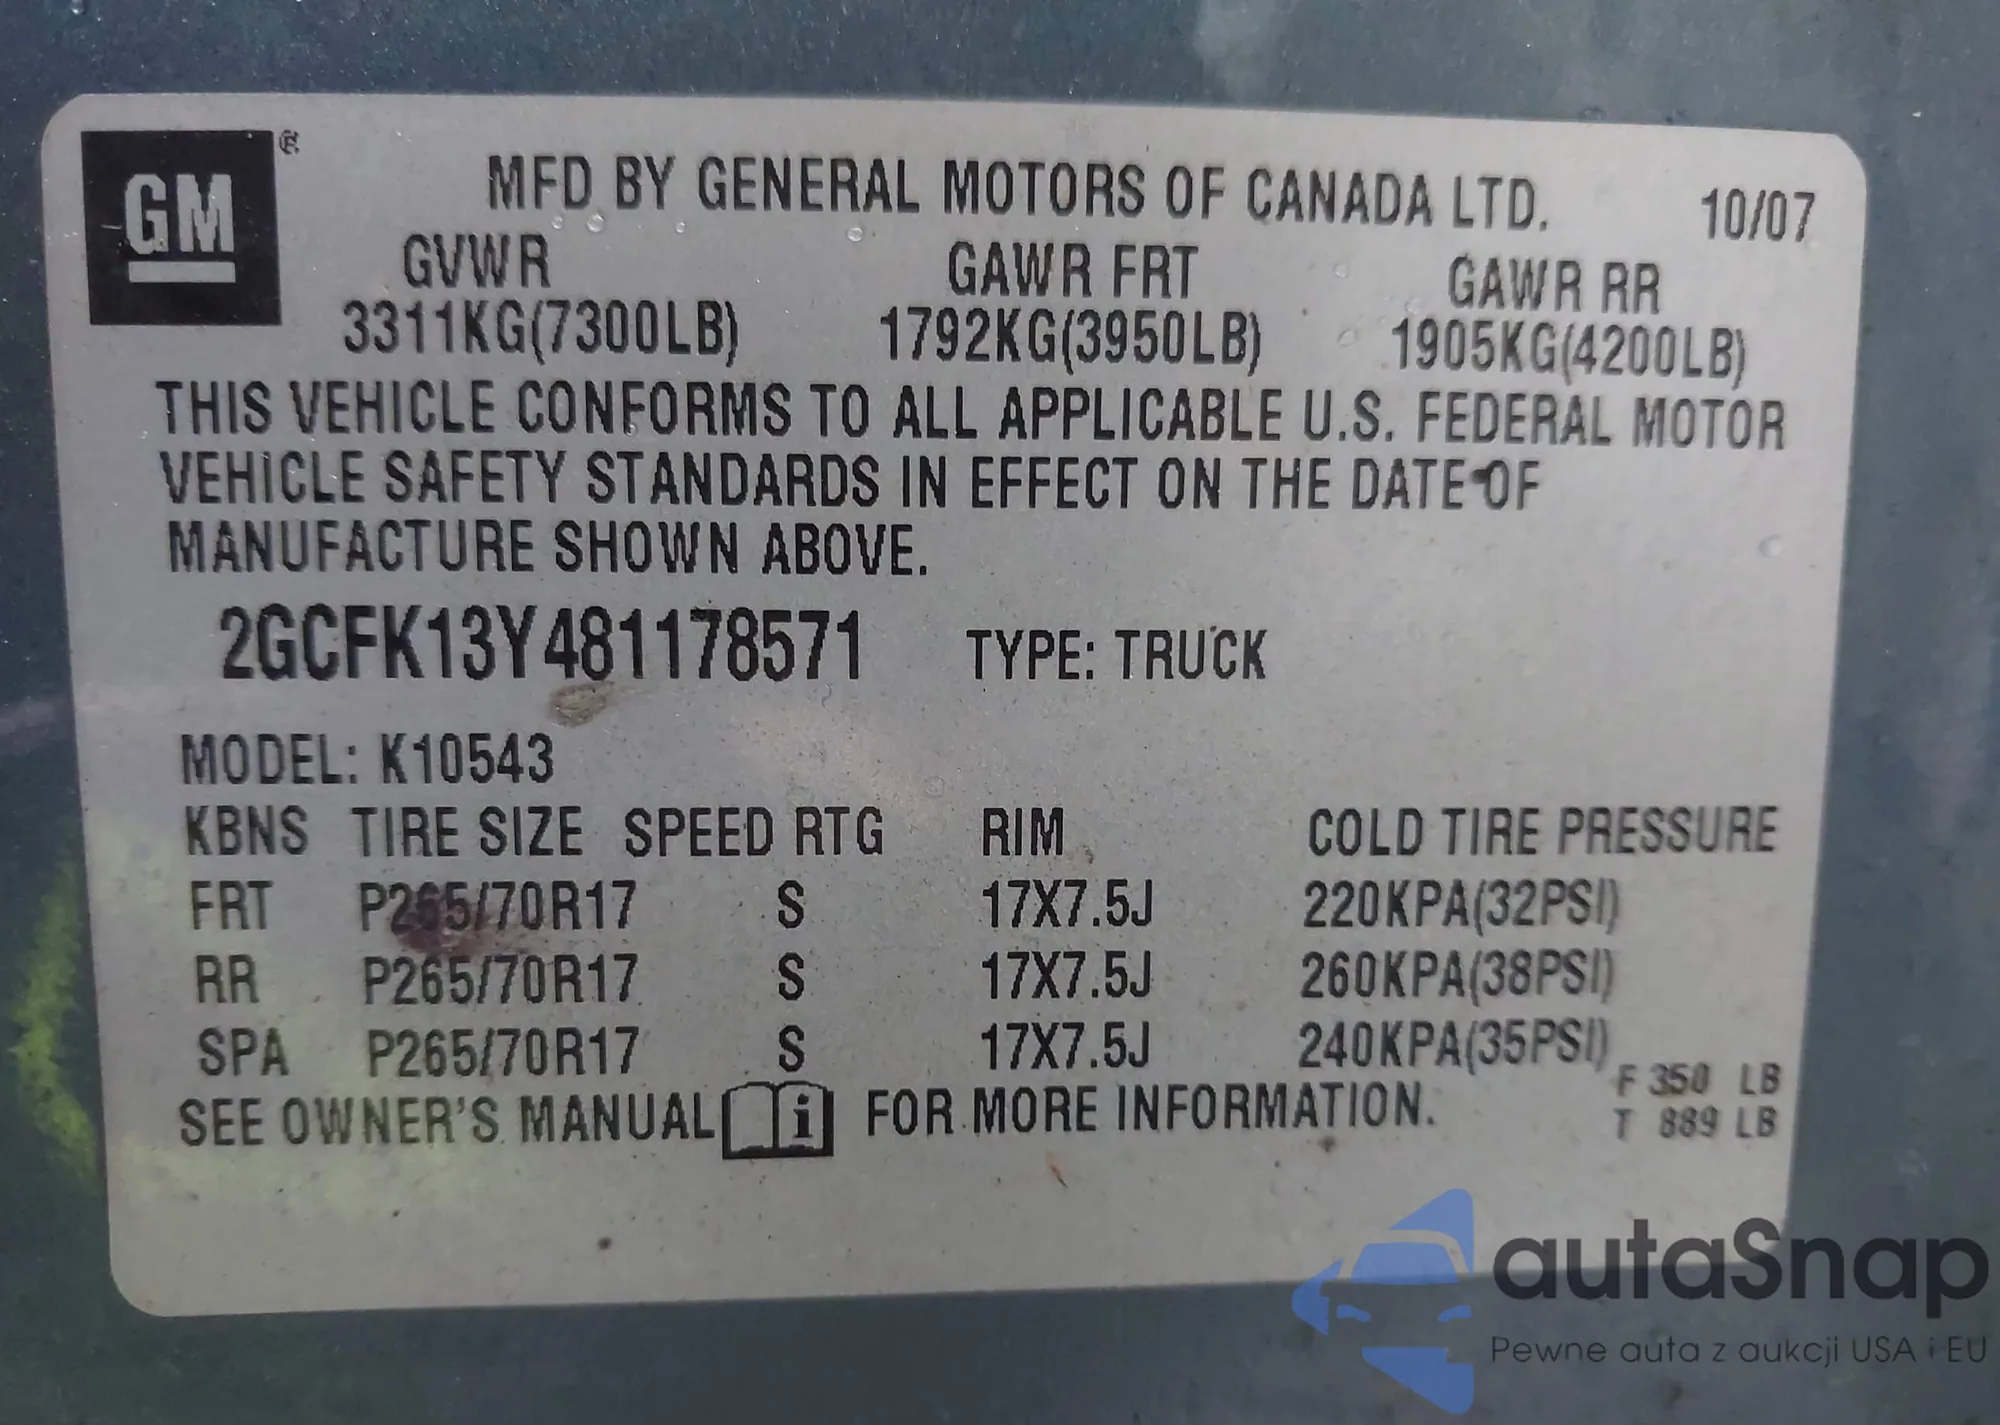 GM ®
MFD BY GENERAL MOTORS OF CANADA LTD. 10/07
GVWR GAWR FRT GAWR RR
3311KG(7300LB) 1792KG(3950LB) 1905KG(4200LB)
THIS VEHICLE CONFORMS TO ALL APPLICABLE U.S. FEDERAL MOTOR
VEHICLE SAFETY STANDARDS IN EFFECT ON THE DATE OF
MANUFACTURE SHOWN ABOVE.
2GCFK13Y481178571 TYPE: TRUCK
MODEL: K10543
KBNS TIRE SIZE SPEED RTG RIM COLD TIRE PRESSURE
FRT P265/70R17 S 17X7.5J 220KPA(32PSI)
RR P265/70R17 S 17X7.5J 260KPA(38PSI)
SPA P265/70R17 S 17X7.5J 240KPA(35PSI)
F 350 LB
SEE OWNER'S MANUAL i FOR MORE INFORMATION.
T 889 LB
autaSnap
Pewne auta z aukcji USA i EU